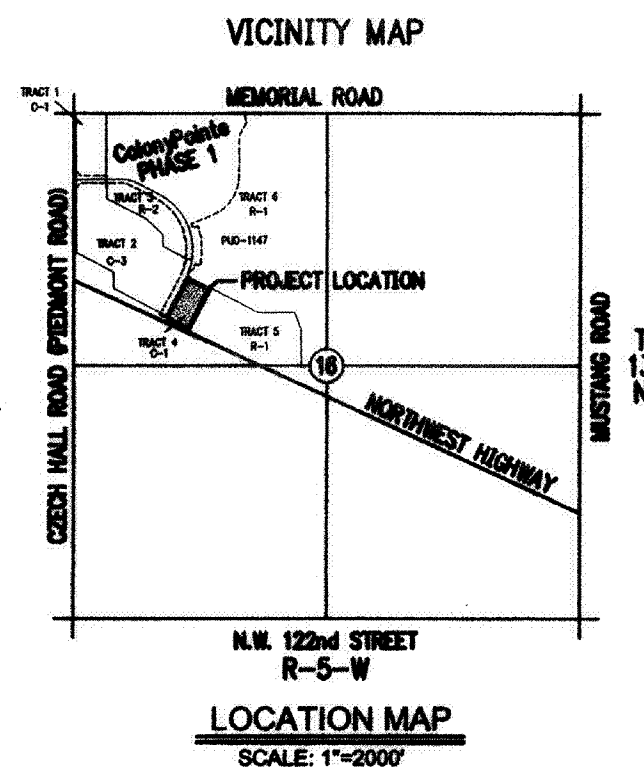 VICINITY MAP
TRACT 1
C-1
MEMORIAL ROAD
ColonyPointe
PHASE 1
TRACT 3
R-2
TRACT 6
R-1
TRACT 2
C-3
PUD-1147
PROJECT LOCATION
TRACT 4
O-1
TRACT 5
R-1
16
CZECH HALL ROAD (PIEDMONT ROAD)
MUSTANG ROAD
T
13
N
NORTHWEST HIGHWAY
N.W. 122nd STREET
R-5-W
LOCATION MAP
SCALE: 1"=2000'